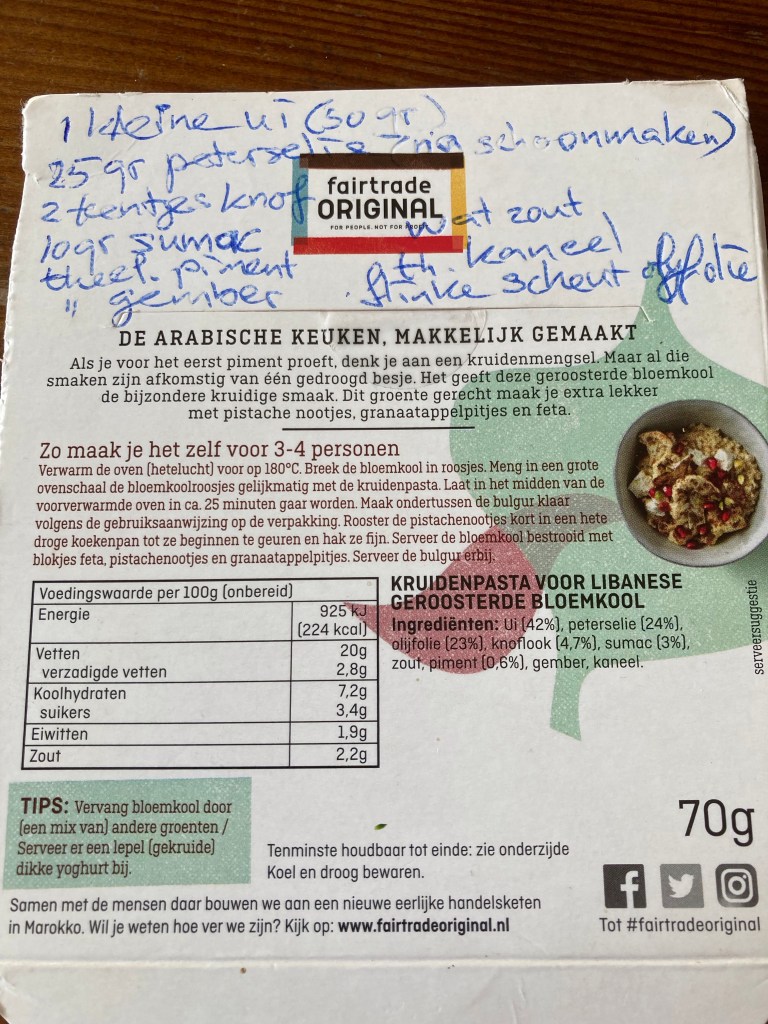 1 kleine ui (50 gr)
25 gr peterselie (na schoonmaken)
2 teentjes knof
10gr sumac
theel. piment
" gember
wat zout
th. kaneel
flinke scheut olijfolie
fairtrade
ORIGINAL
FOR PEOPLE. NOT FOR PROFIT.
DE ARABISCHE KEUKEN, MAKKELIJK GEMAAKT
Als je voor het eerst piment proeft, denk je aan een kruidenmengsel. Maar al die
smaken zijn afkomstig van één gedroogd besje. Het geeft deze geroosterde bloemkool
de bijzondere kruidige smaak. Dit groente gerecht maak je extra lekker
met pistache nootjes, granaatappelpitjes en feta.
Zo maak je het zelf voor 3-4 personen
Verwarm de oven (hetelucht) voor op 180°C. Breek de bloemkool in roosjes. Meng in een grote
ovenschaal de bloemkoolroosjes gelijkmatig met de kruidenpasta. Laat in het midden van de
voorverwarmde oven in ca. 25 minuten gaar worden. Maak ondertussen de bulgur klaar
volgens de gebruiksaanwijzing op de verpakking. Rooster de pistachenootjes kort in een hete
droge koekenpan tot ze beginnen te geuren en hak ze fijn. Serveer de bloemkool bestrooid met
blokjes feta, pistachenootjes en granaatappelpitjes. Serveer de bulgur erbij.
Voedingswaarde per 100g (onbereid)
Energie 925 kJ
(224 kcal)
Vetten 20g
verzadigde vetten 2,8g
Koolhydraten 7,2g
suikers 3,4g
Eiwitten 1,9g
Zout 2,2g
KRUIDENPASTA VOOR LIBANESE
GEROOSTERDE BLOEMKOOL
Ingrediënten: Ui (42%), peterselie (24%),
olijfolie (23%), knoflook (4,7%), sumac (3%),
zout, piment (0,6%), gember, kaneel.
serveersuggestie
TIPS: Vervang bloemkool door
(een mix van) andere groenten /
Serveer er een lepel (gekruide)
dikke yoghurt bij.
70g
Tenminste houdbaar tot einde: zie onderzijde
Koel en droog bewaren.
Samen met de mensen daar bouwen we aan een nieuwe eerlijke handelsketen
in Marokko. Wil je weten hoe ver we zijn? Kijk op: www.fairtradeoriginal.nl
Tot #fairtradeoriginal